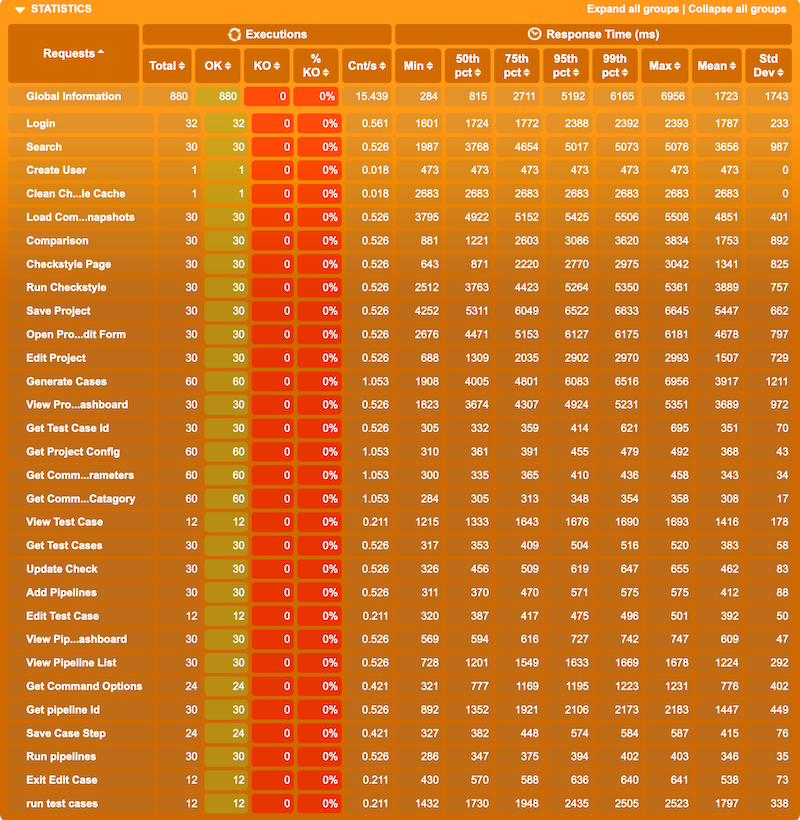 STATISTICS Expand all groups | Collapse all groups
Requests Executions Response Time (ms)
Total OK KO % KO Cnt/s Min 50th pct 75th pct 95th pct 99th pct Max Mean Std Dev
Global Information 880 880 0 0% 15.439 284 815 2711 5192 6165 6956 1723 1743
Login 32 32 0 0% 0.561 1601 1724 1772 2388 2392 2393 1787 233
Search 30 30 0 0% 0.526 1987 3768 4654 5017 5073 5076 3656 987
Create User 1 1 0 0% 0.018 473 473 473 473 473 473 473 0
Clean Ch...le Cache 1 1 0 0% 0.018 2683 2683 2683 2683 2683 2683 2683 0
Load Com...napshots 30 30 0 0% 0.526 3795 4922 5152 5425 5506 5508 4851 401
Comparison 30 30 0 0% 0.526 881 1221 2603 3086 3620 3834 1753 892
Checkstyle Page 30 30 0 0% 0.526 643 871 2220 2770 2975 3042 1341 825
Run Checkstyle 30 30 0 0% 0.526 2512 3763 4423 5264 5350 5361 3889 757
Save Project 30 30 0 0% 0.526 4252 5311 6049 6522 6633 6645 5447 662
Open Pro...dit Form 30 30 0 0% 0.526 2676 4471 5153 6127 6175 6181 4678 797
Edit Project 30 30 0 0% 0.526 688 1309 2035 2902 2970 2993 1507 729
Generate Cases 60 60 0 0% 1.053 1908 4005 4801 6083 6516 6956 3917 1211
View Pro...ashboard 30 30 0 0% 0.526 1823 3674 4307 4924 5231 5351 3689 972
Get Test Case Id 30 30 0 0% 0.526 305 332 359 414 621 695 351 70
Get Project Config 60 60 0 0% 1.053 310 361 391 455 479 492 368 43
Get Comm...rameters 60 60 0 0% 1.053 300 335 365 410 436 458 343 34
Get Comm...Catagory 60 60 0 0% 1.053 284 305 313 348 354 358 308 17
View Test Case 12 12 0 0% 0.211 1215 1333 1643 1676 1690 1693 1416 178
Get Test Cases 30 30 0 0% 0.526 317 353 409 504 516 520 383 58
Update Check 30 30 0 0% 0.526 326 456 509 619 647 655 462 83
Add Pipelines 30 30 0 0% 0.526 311 370 470 571 575 575 412 88
Edit Test Case 12 12 0 0% 0.211 320 387 417 475 496 501 392 50
View Pip...ashboard 30 30 0 0% 0.526 569 594 616 727 742 747 609 47
View Pipeline List 30 30 0 0% 0.526 728 1201 1549 1633 1669 1678 1224 292
Get Command Options 24 24 0 0% 0.421 321 777 1169 1195 1223 1231 776 402
Get pipeline Id 30 30 0 0% 0.526 892 1352 1921 2106 2173 2183 1447 449
Save Case Step 24 24 0 0% 0.421 327 382 448 574 584 587 415 76
Run pipelines 30 30 0 0% 0.526 286 347 375 394 402 403 346 35
Exit Edit Case 12 12 0 0% 0.211 430 570 588 636 640 641 538 73
run test cases 12 12 0 0% 0.211 1432 1730 1948 2435 2505 2523 1797 338